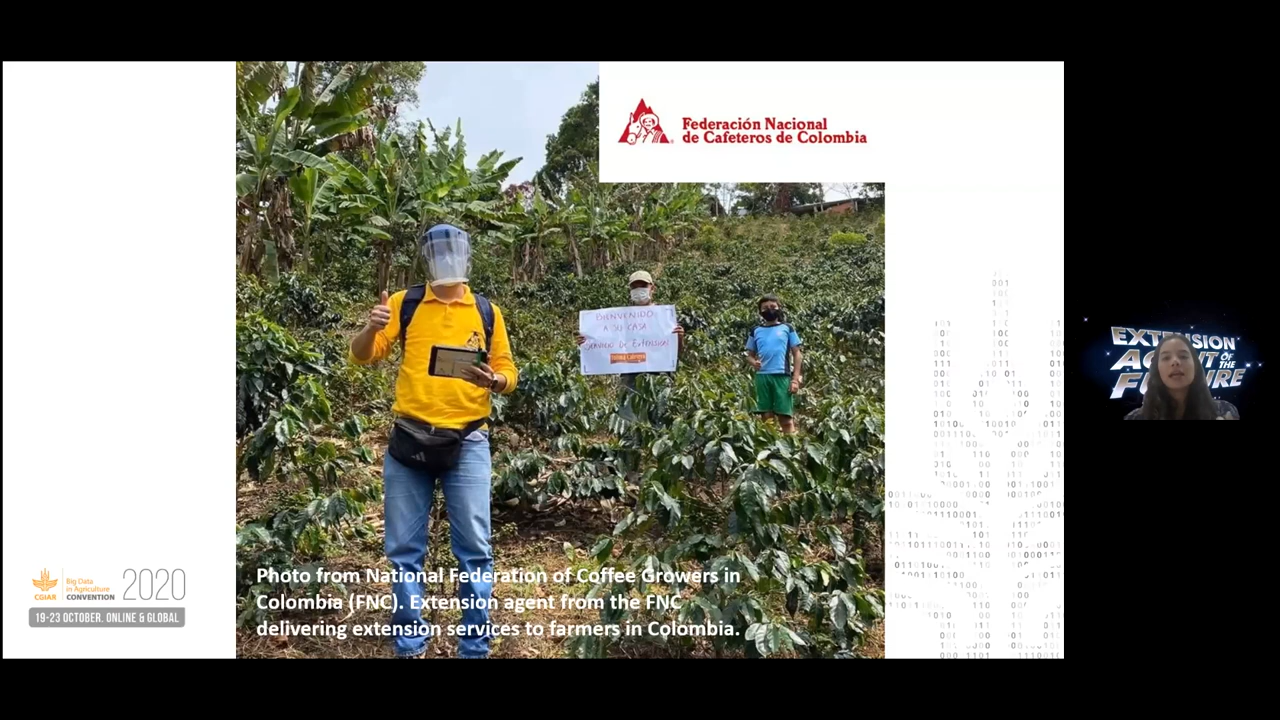 Federación Nacional
de Cafeteros de Colombia
EXTENSION
AGENT OF
THE
FUTURE
BIENVENIDO
A SU CASA
SERVICIO DE EXTENSION
Photo from National Federation of Coffee Growers in
Colombia (FNC). Extension agent from the FNC
delivering extension services to farmers in Colombia.
CGIAR
Big Data
in Agriculture
CONVENTION
2020
19-23 OCTOBER. ONLINE & GLOBAL